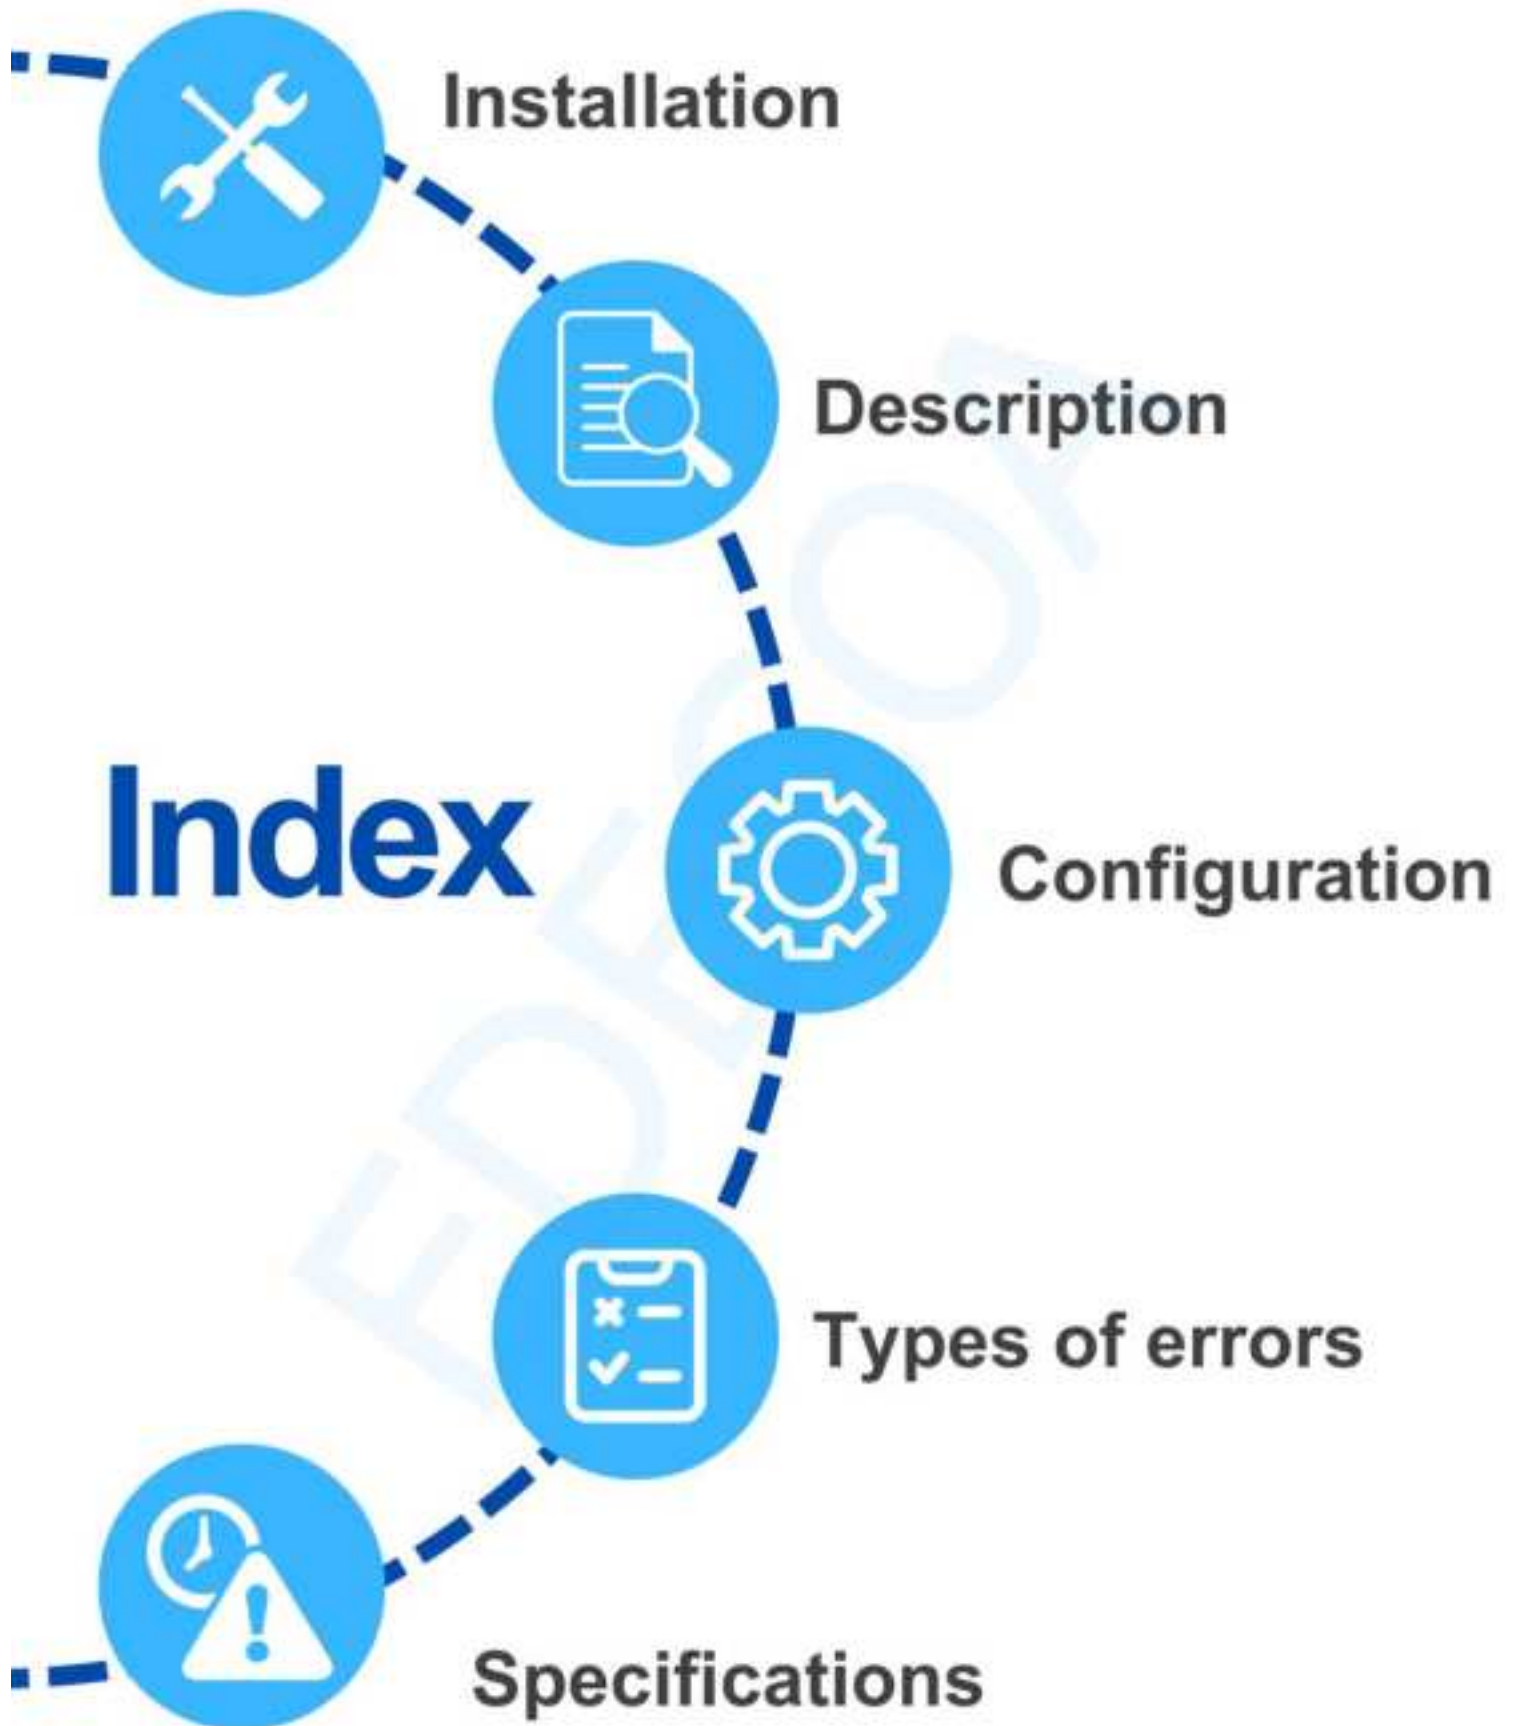 Installation
Description
Index
Configuration
Types of errors
Specifications